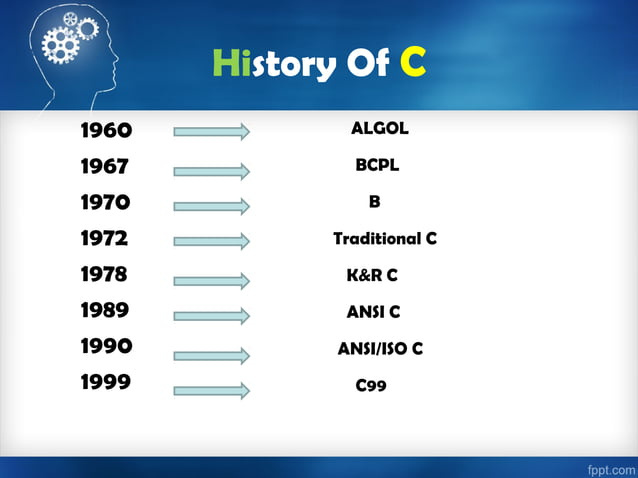 History Of C
1960 ALGOL
1967 BCPL
1970 B
1972 Traditional C
1978 K&R C
1989 ANSI C
1990 ANSI/ISO C
1999 C99
fppt.com